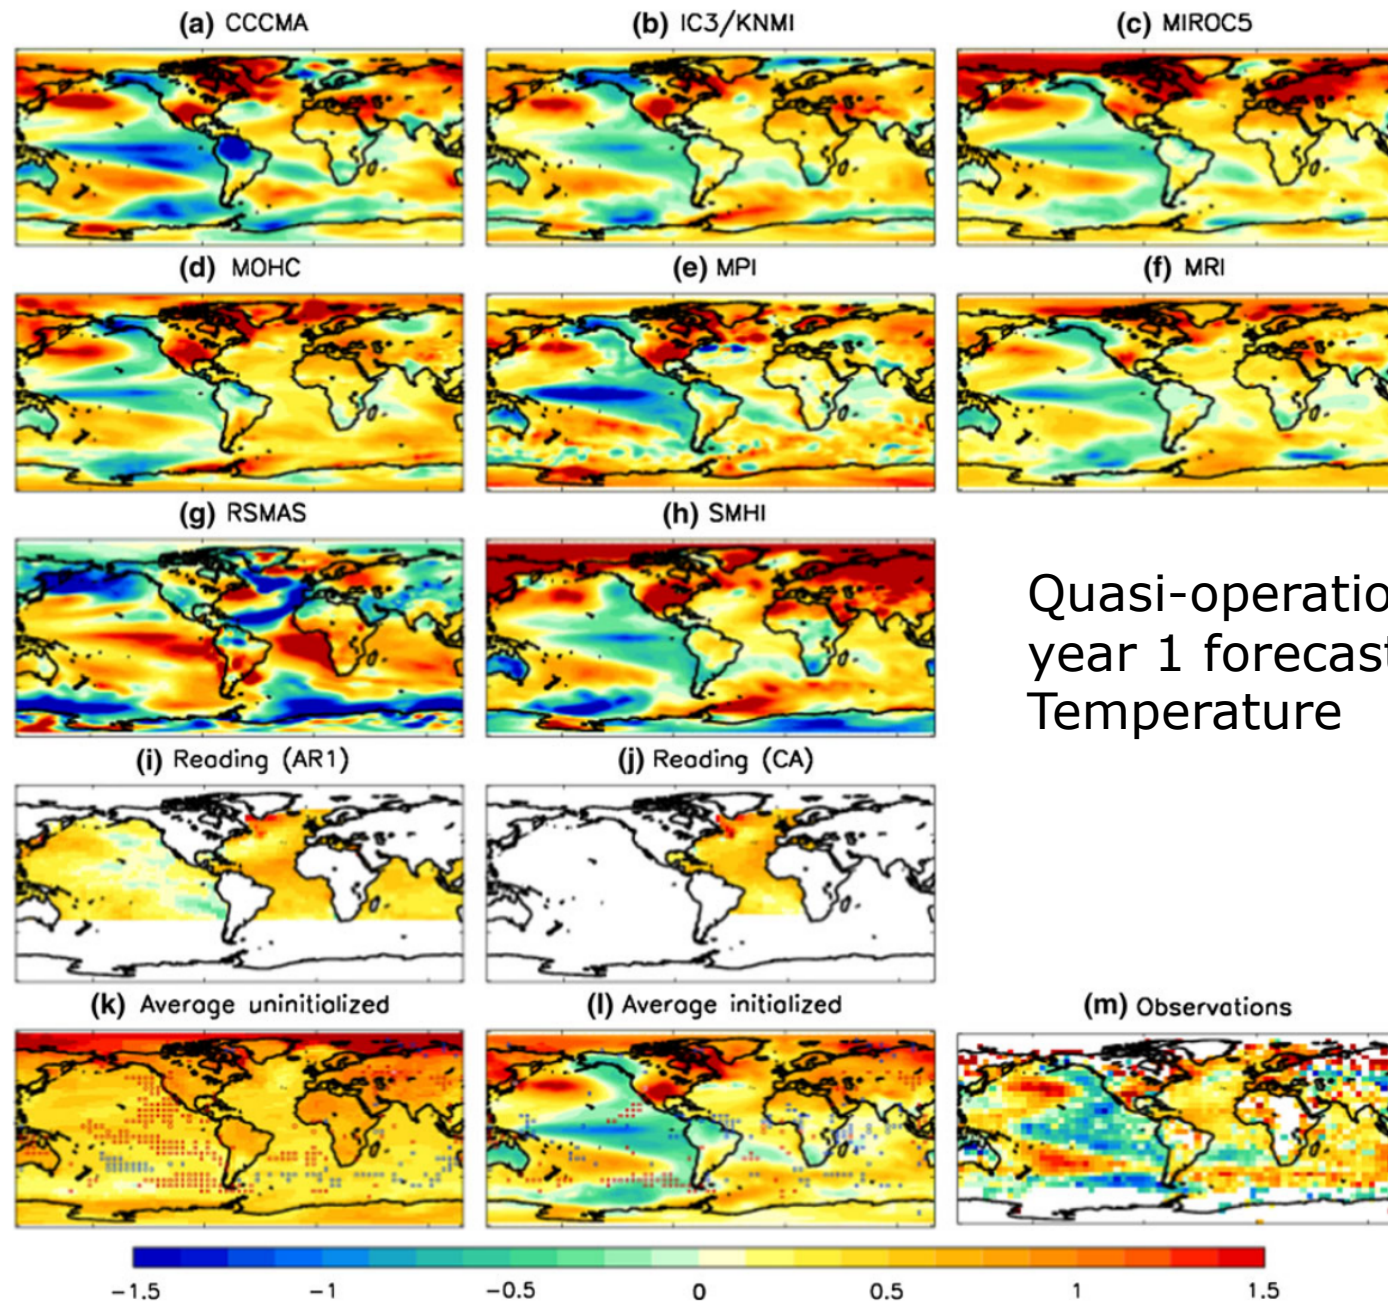 (a) CCCMA
(b) IC3/KNMI
(c) MIROC5
(d) MOHC
(e) MPI
(f) MRI
(g) RSMAS
(h) SMHI
Quasi-operatio
year 1 forecast
Temperature
(i) Reading (AR1)
(j) Reading (CA)
(k) Average uninitialized
(l) Average initialized
(m) Observations
-1.5 -1 -0.5 0 0.5 1 1.5